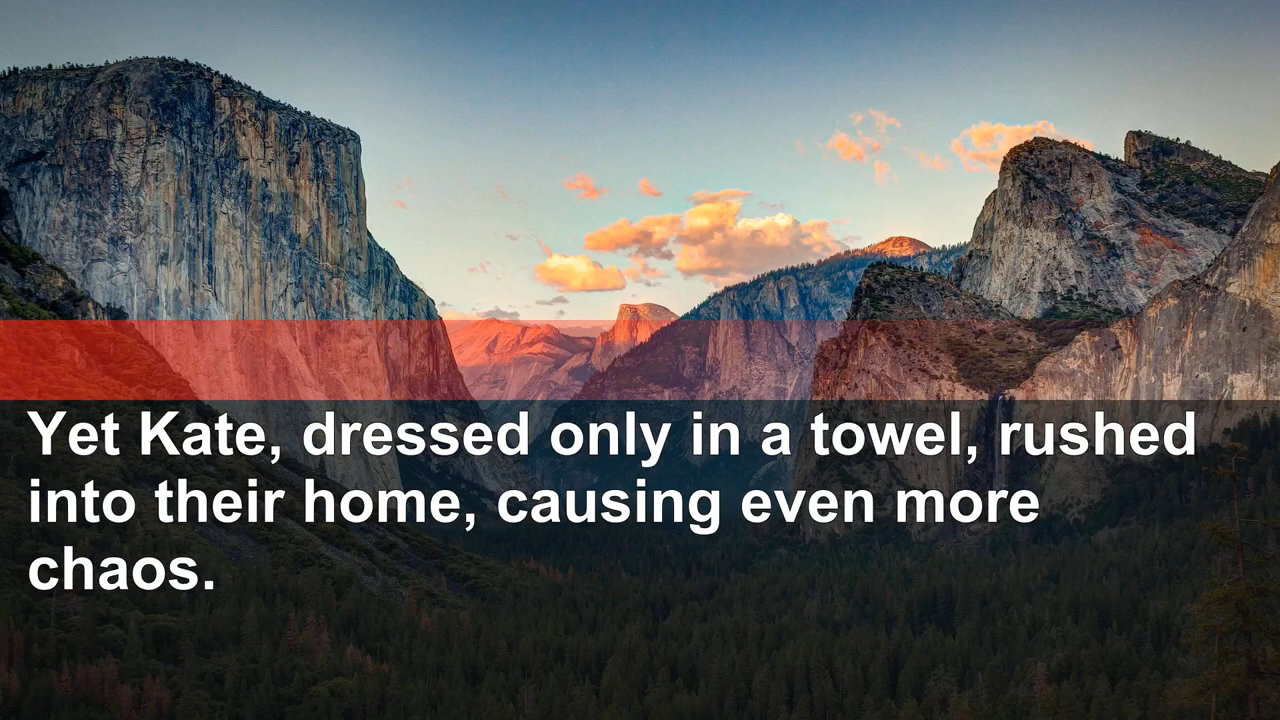 Yet Kate, dressed only in a towel, rushed
into their home, causing even more
chaos.